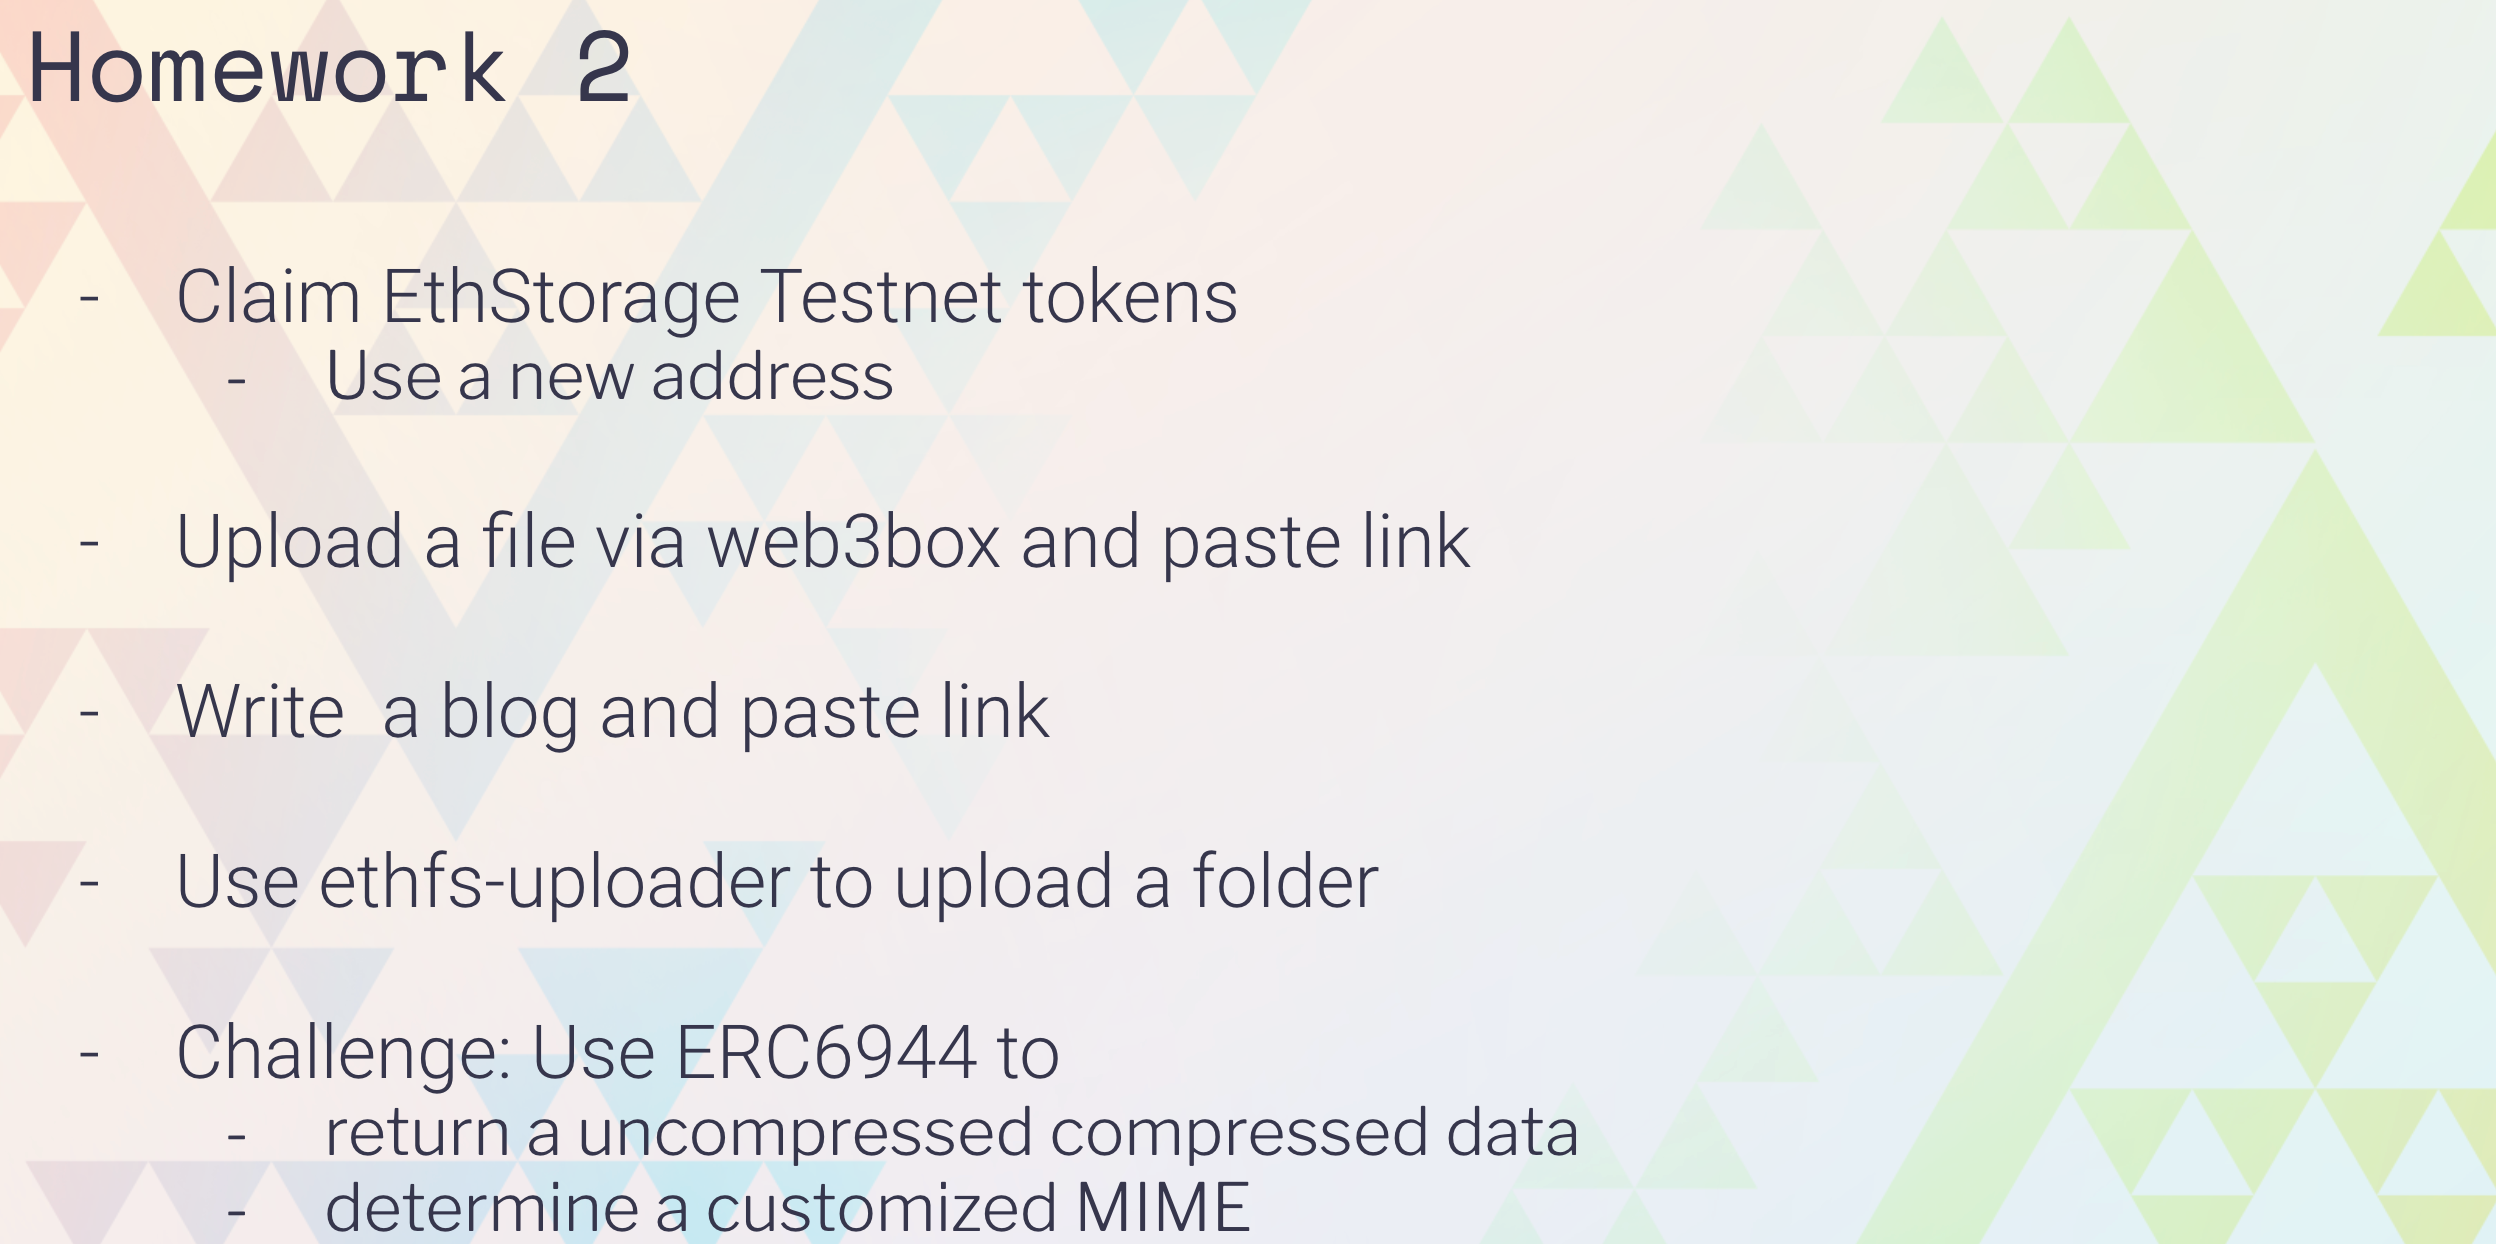 Homework 2
- Claim EthStorage Testnet tokens
- Use a new address
- Upload a file via web3box and paste link
- Write a blog and paste link
- Use ethfs-uploader to upload a folder
- Challenge: Use ERC6944 to
- return a uncompressed compressed data
- determine a customized MIME